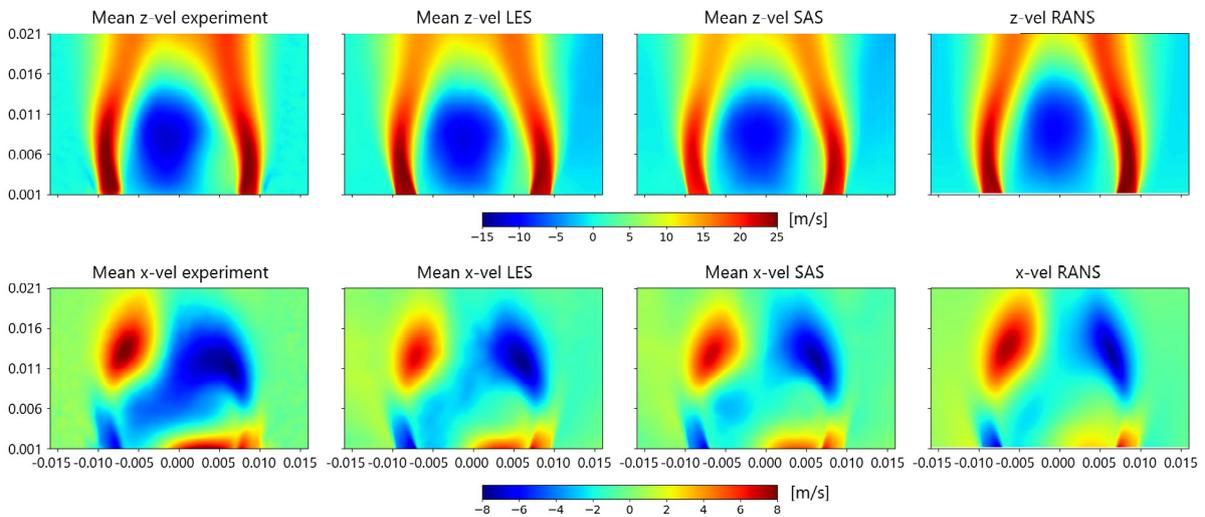 Mean z-vel experiment Mean z-vel LES Mean z-vel SAS z-vel RANS
0.021
0.016
0.011
0.006
0.001
[m/s]
−15 −10 −5 0 5 10 15 20 25
Mean x-vel experiment Mean x-vel LES Mean x-vel SAS x-vel RANS
0.021
0.016
0.011
0.006
0.001
-0.015 -0.010 -0.005 0.000 0.005 0.010 0.015 -0.015 -0.010 -0.005 0.000 0.005 0.010 0.015 -0.015 -0.010 -0.005 0.000 0.005 0.010 0.015 -0.015 -0.010 -0.005 0.000 0.005 0.010 0.015
[m/s]
−8 −6 −4 −2 0 2 4 6 8